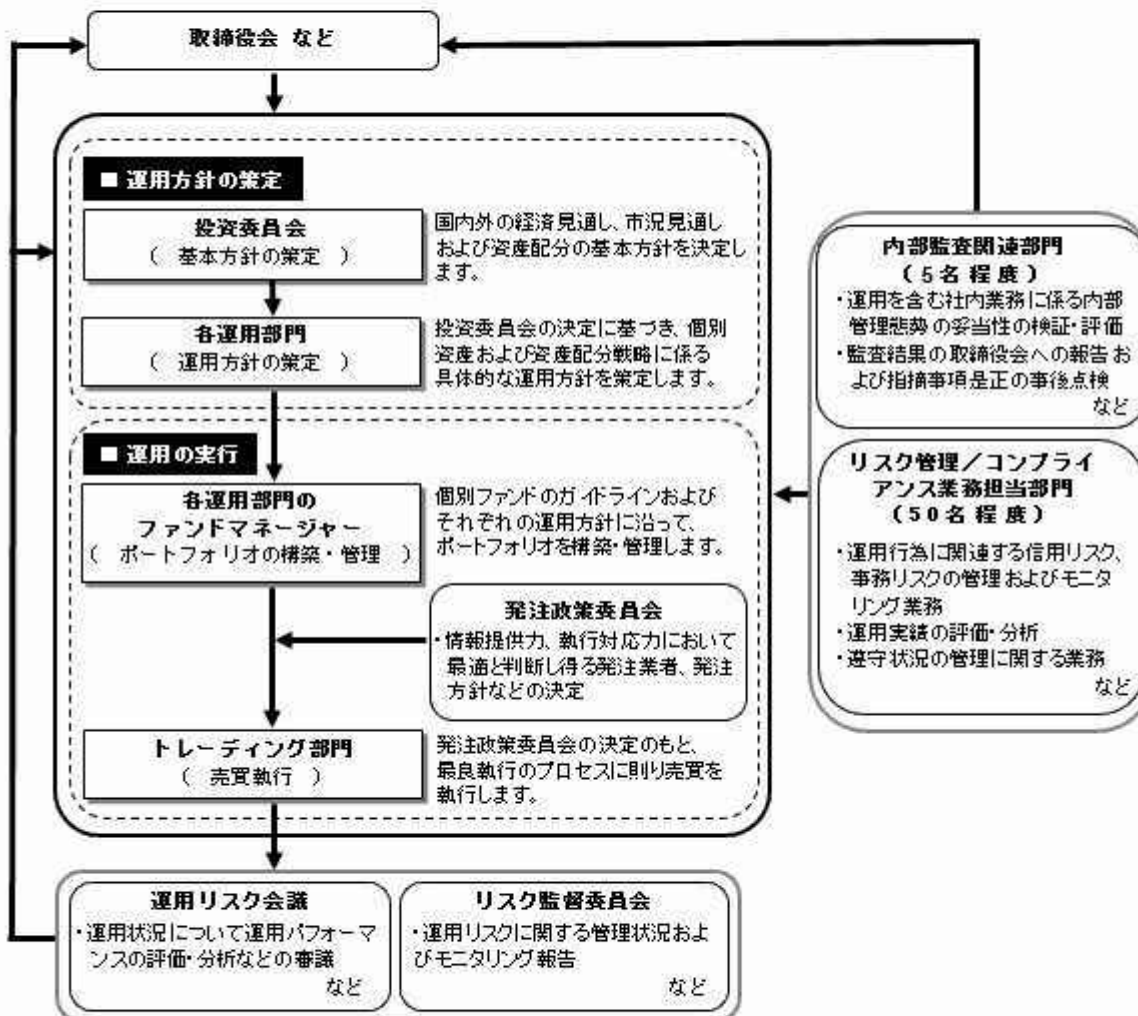 取締役会 など
■ 運用方針の策定
投資委員会
( 基本方針の策定 )
国内外の経済見通し、市況見通し
および資産配分の基本方針を決定し
ます。
各運用部門
( 運用方針の策定 )
投資委員会の決定に基づき、個別
資産および資産配分戦略に係る
具体的な運用方針を策定します。
■ 運用の実行
各運用部門の
ファンドマネージャー
( ポートフォリオの構築・管理 )
個別ファンドのガイドラインおよび
それぞれの運用方針に沿って、
ポートフォリオを構築・管理します。
発注政策委員会
・情報提供力、執行対応力において
最適と判断し得る発注業者、発注
方針などの決定
トレーディング部門
( 売買執行 )
発注政策委員会の決定のもと、
最良執行のプロセスに則り売買を
執行します。
運用リスク会議
・運用状況について運用パフォーマ
ンスの評価・分析などの審議
など
リスク監督委員会
・運用リスクに関する管理状況およ
びモニタリング報告
など
内部監査関連部門
(5名程度)
・運用を含む社内業務に係る内部
管理態勢の妥当性の検証・評価
・監査結果の取締役会への報告お
よび指摘事項是正の事後点検
など
リスク管理/コンプライ
アンス業務担当部門
(50名程度)
・運用行為に関連する信用リスク、
事務リスクの管理およびモニタ
リング業務
・運用実績の評価・分析
・遵守状況の管理に関する業務
など